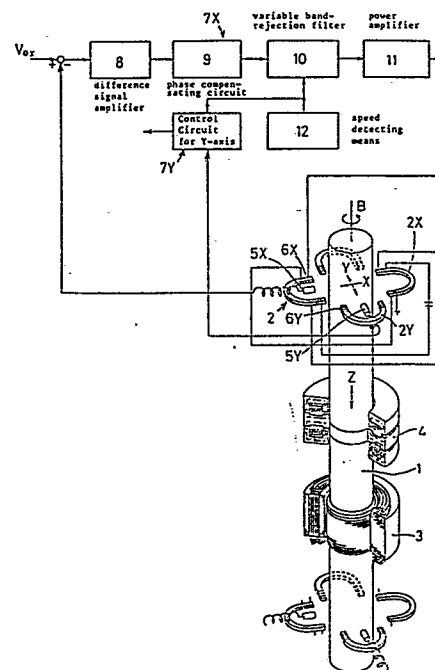 7X
variable band-
rejection filter
power amplifier
Vor
+
-
8
9
10
11
difference
signal
amplifier
phase compen-
sating circuit
Control
Circuit
for Y-axis
12
speed
detecting
means
7Y
B
2X
6X
5X
Y
X
2
6Y
2Y
5Y
Z
4
1
3